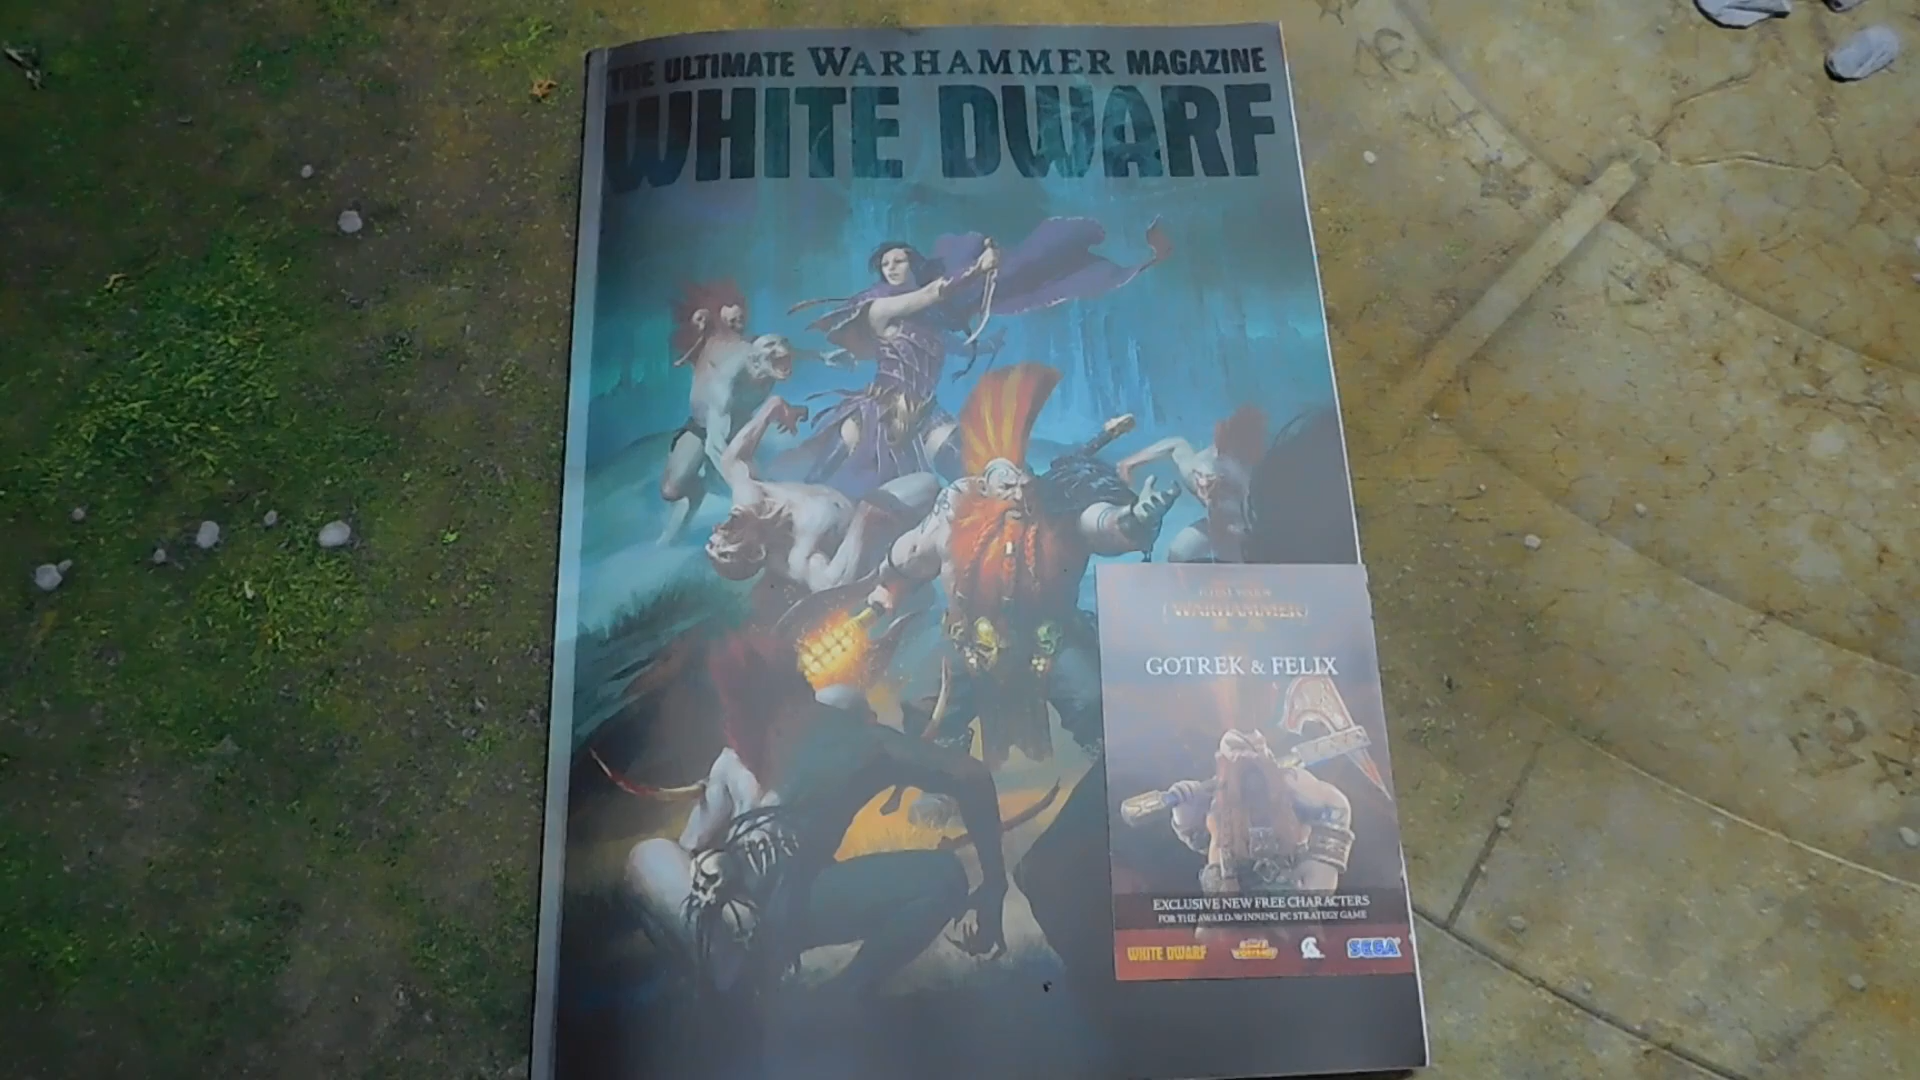 THE ULTIMATE WARHAMMER MAGAZINE
WHITE DWARF
WARHAMMER
GOTREK & FELIX
EXCLUSIVE NEW FREE CHARACTERS
FOR THE AWARD-WINNING PC STRATEGY GAME
WHITE DWARF
SEGA